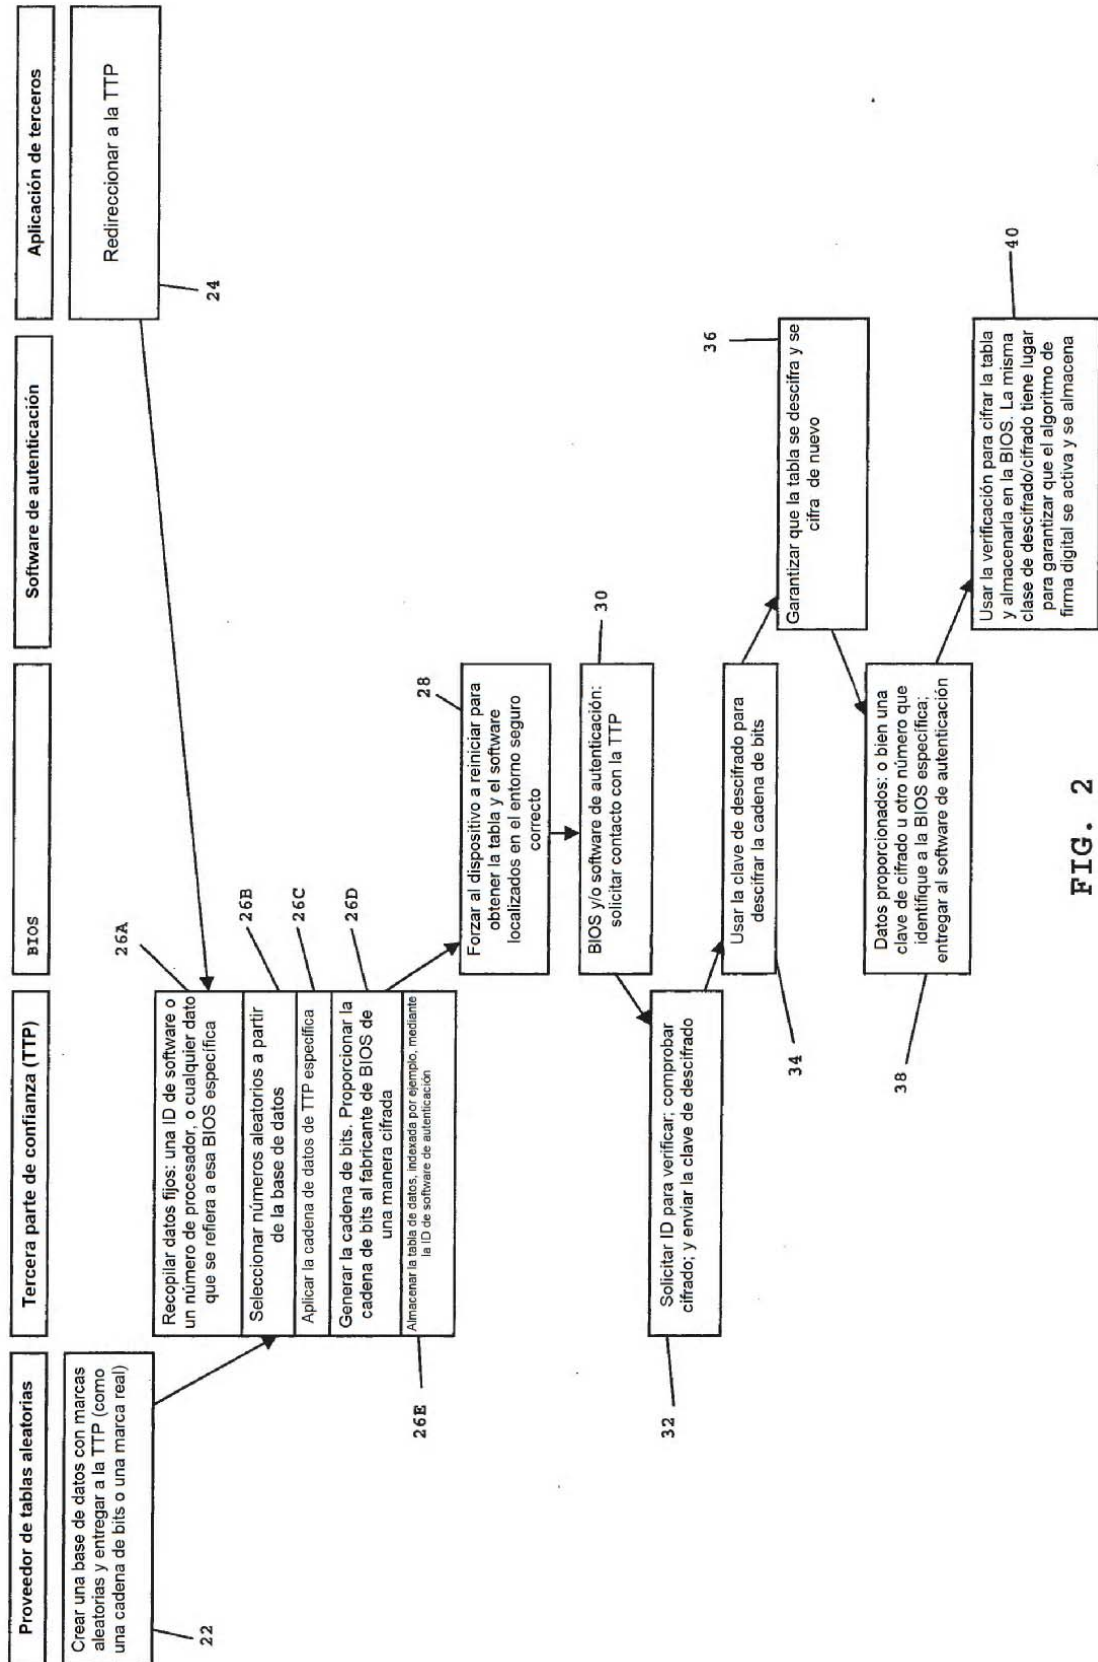 Proveedor de tablas aleatorias
Tercera parte de confianza (TTP)
BIOS
Software de autenticación
Aplicación de terceros
Crear una base de datos con marcas
aleatorias y entregar a la TTP (como
una cadena de bits o una marca real)
22
Redireccionar a la TTP
24
Recopilar datos fijos: una ID de software o
un número de procesador, o cualquier dato
que se refiera a esa BIOS específica
26A
Seleccionar números aleatorios a partir
de la base de datos
26B
Aplicar la cadena de datos de TTP específica
26C
Generar la cadena de bits. Proporcionar la
cadena de bits al fabricante de BIOS de
una manera cifrada
26D
Almacenar la tabla de datos, indexada por ejemplo, mediante
la ID de software de autenticación
26E
Forzar al dispositivo a reiniciar para
obtener la tabla y el software
localizados en el entorno seguro
correcto
28
BIOS y/o software de autenticación:
solicitar contacto con la TTP
30
Solicitar ID para verificar; comprobar
cifrado; y enviar la clave de descifrado
32
Usar la clave de descifrado para
descifrar la cadena de bits
34
Garantizar que la tabla se descifra y se
cifra de nuevo
36
Datos proporcionados: o bien una
clave de cifrado u otro número que
identifique a la BIOS específica;
entregar al software de autenticación
38
Usar la verificación para cifrar la tabla
y almacenarla en la BIOS. La misma
clase de descifrado/cifrado tiene lugar
para garantizar que el algoritmo de
firma digital se activa y se almacena
40
FIG. 2